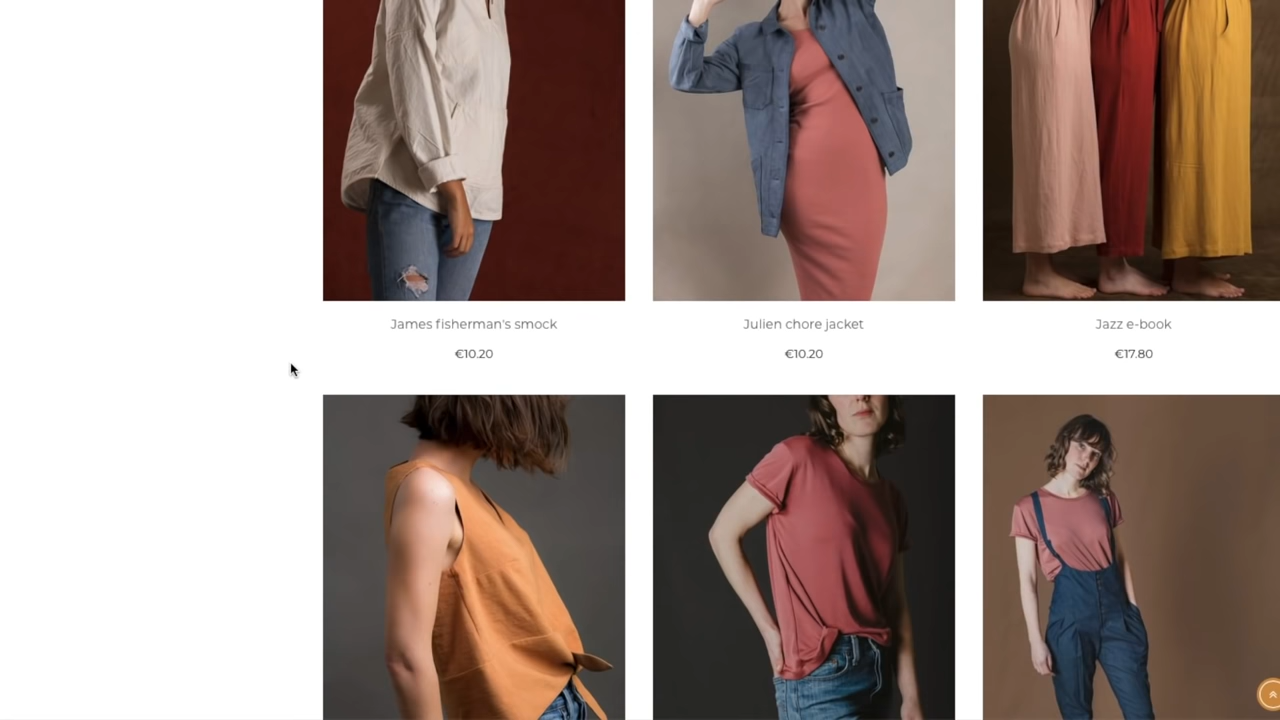 James fisherman's smock
Julien chore jacket
Jazz e-book
€10.20
€10.20
€17.80